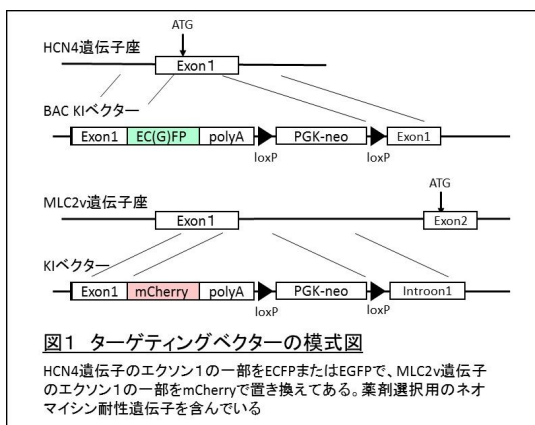 ATG
HCN4遺伝子座
Exon1
BAC KIベクター
Exon1 EC(G)FP polyA PGK-neo Exon1
loxP loxP
ATG
MLC2v遺伝子座
Exon1 Exon2
KIベクター
Exon1 mCherry polyA PGK-neo Introon1
loxP loxP
図1 ターゲティングベクターの模式図
HCN4遺伝子のエクソン1の一部をECFPまたはEGFPで、MLC2v遺伝子
のエクソン1の一部をmCherryで置き換えてある。薬剤選択用のネオ
マイシン耐性遺伝子を含んでいる